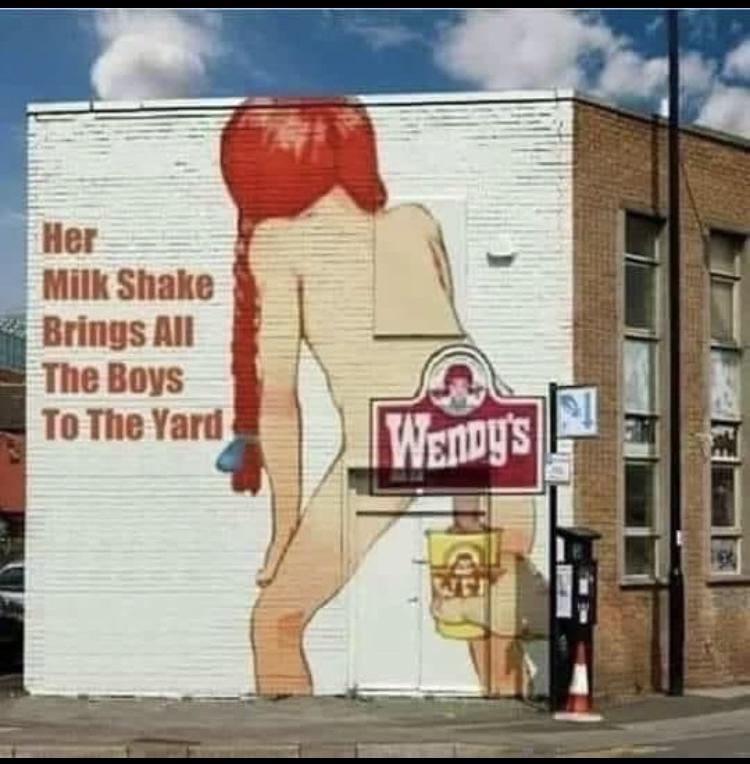 Her
Milk Shake
Brings All
The Boys
To The Yard
WENDY'S